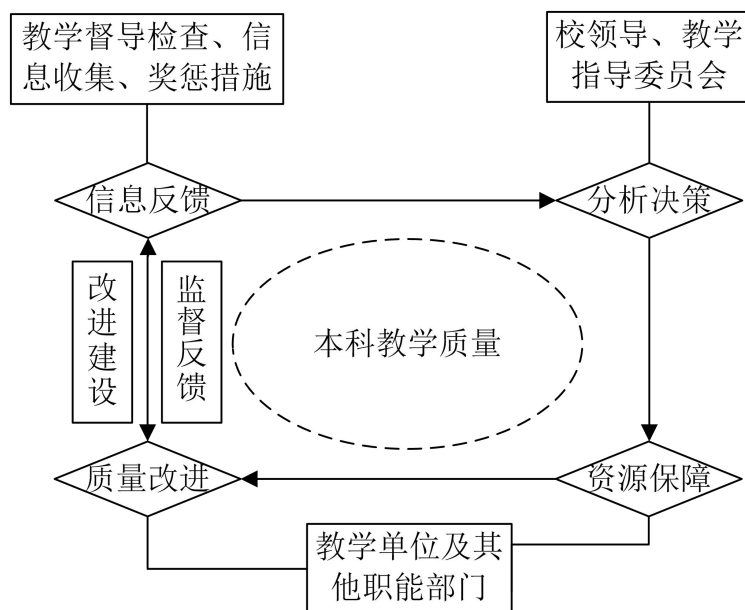 教学督导检查、信
息收集、奖惩措施
校领导、教学
指导委员会
信息反馈
分析决策
改进建设
监督反馈
本科教学质量
质量改进
资源保障
教学单位及其
他职能部门